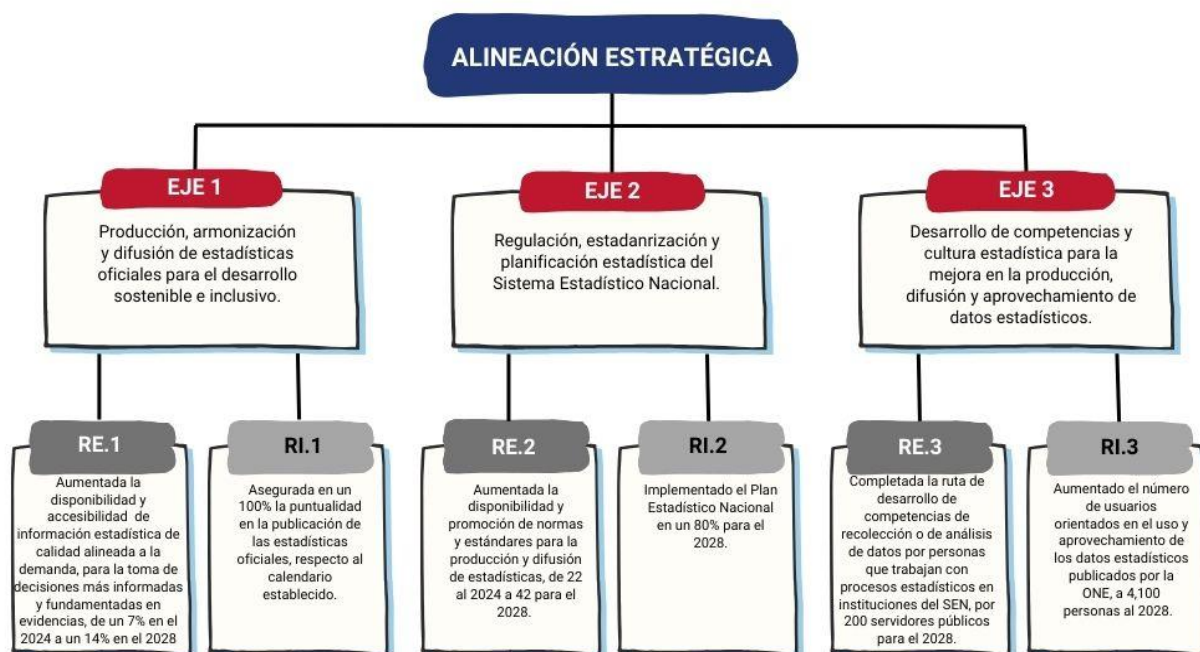 ALINEACIÓN ESTRATÉGICA
EJE 1
Producción, armonización
y difusión de estadísticas
oficiales para el desarrollo
sostenible e inclusivo.
EJE 2
Regulación, estadanrización y
planificación estadística del
Sistema Estadístico Nacional.
EJE 3
Desarrollo de competencias y
cultura estadística para la
mejora en la producción,
difusión y aprovechamiento de
datos estadísticos.
RE.1
Aumentada la
disponibilidad y
accesibilidad de
información estadística de
calidad alineada a la
demanda, para la toma de
decisiones más informadas
y fundamentadas en
evidencias, de un 7% en el
2024 a un 14% en el 2028
RI.1
Asegurada en un
100% la puntualidad
en la publicación de
las estadísticas
oficiales, respecto al
calendario
establecido.
RE.2
Aumentada la
disponibilidad y
promoción de normas
y estándares para la
producción y difusión
de estadísticas, de 22
al 2024 a 42 para el
2028.
RI.2
Implementado el Plan
Estadístico Nacional
en un 80% para el
2028.
RE.3
Completada la ruta de
desarrollo de
competencias de
recolección o de análisis
de datos por personas
que trabajan con
procesos estadísticos en
instituciones del SEN, por
200 servidores públicos
para el 2028.
RI.3
Aumentado el número
de usuarios
orientados en el uso y
aprovechamiento de
los datos estadísticos
publicados por la
ONE, a 4,100
personas al 2028.